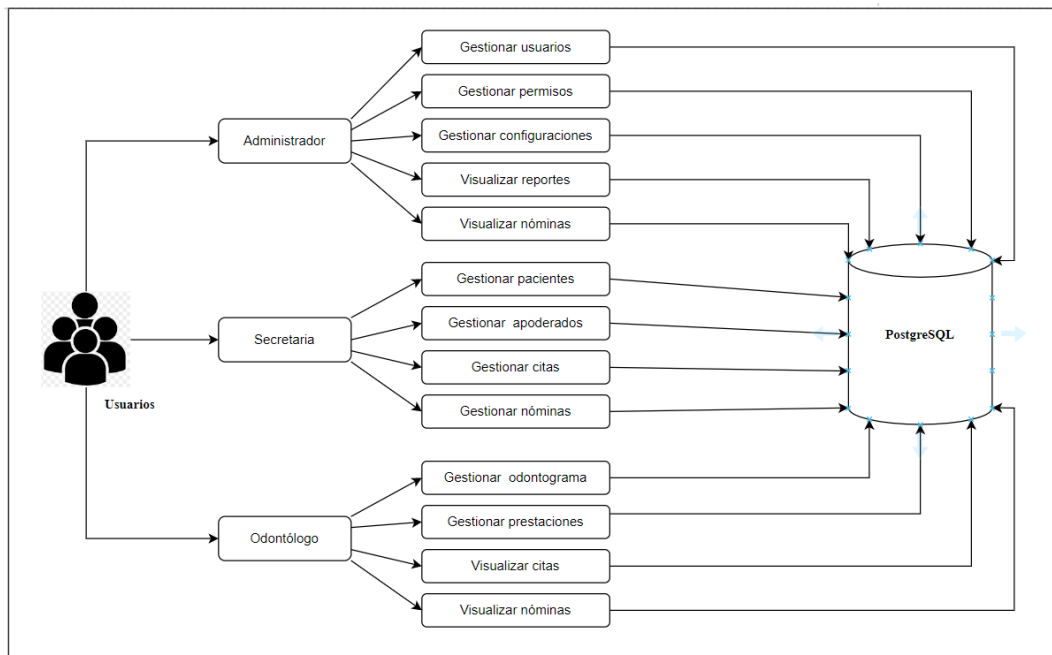 Gestionar usuarios
Gestionar permisos
Administrador
Gestionar configuraciones
Visualizar reportes
Visualizar nóminas
Gestionar pacientes
Gestionar apoderados
Secretaria
Gestionar citas
Gestionar nóminas
PostgreSQL
Usuarios
Gestionar odontograma
Gestionar prestaciones
Odontólogo
Visualizar citas
Visualizar nóminas